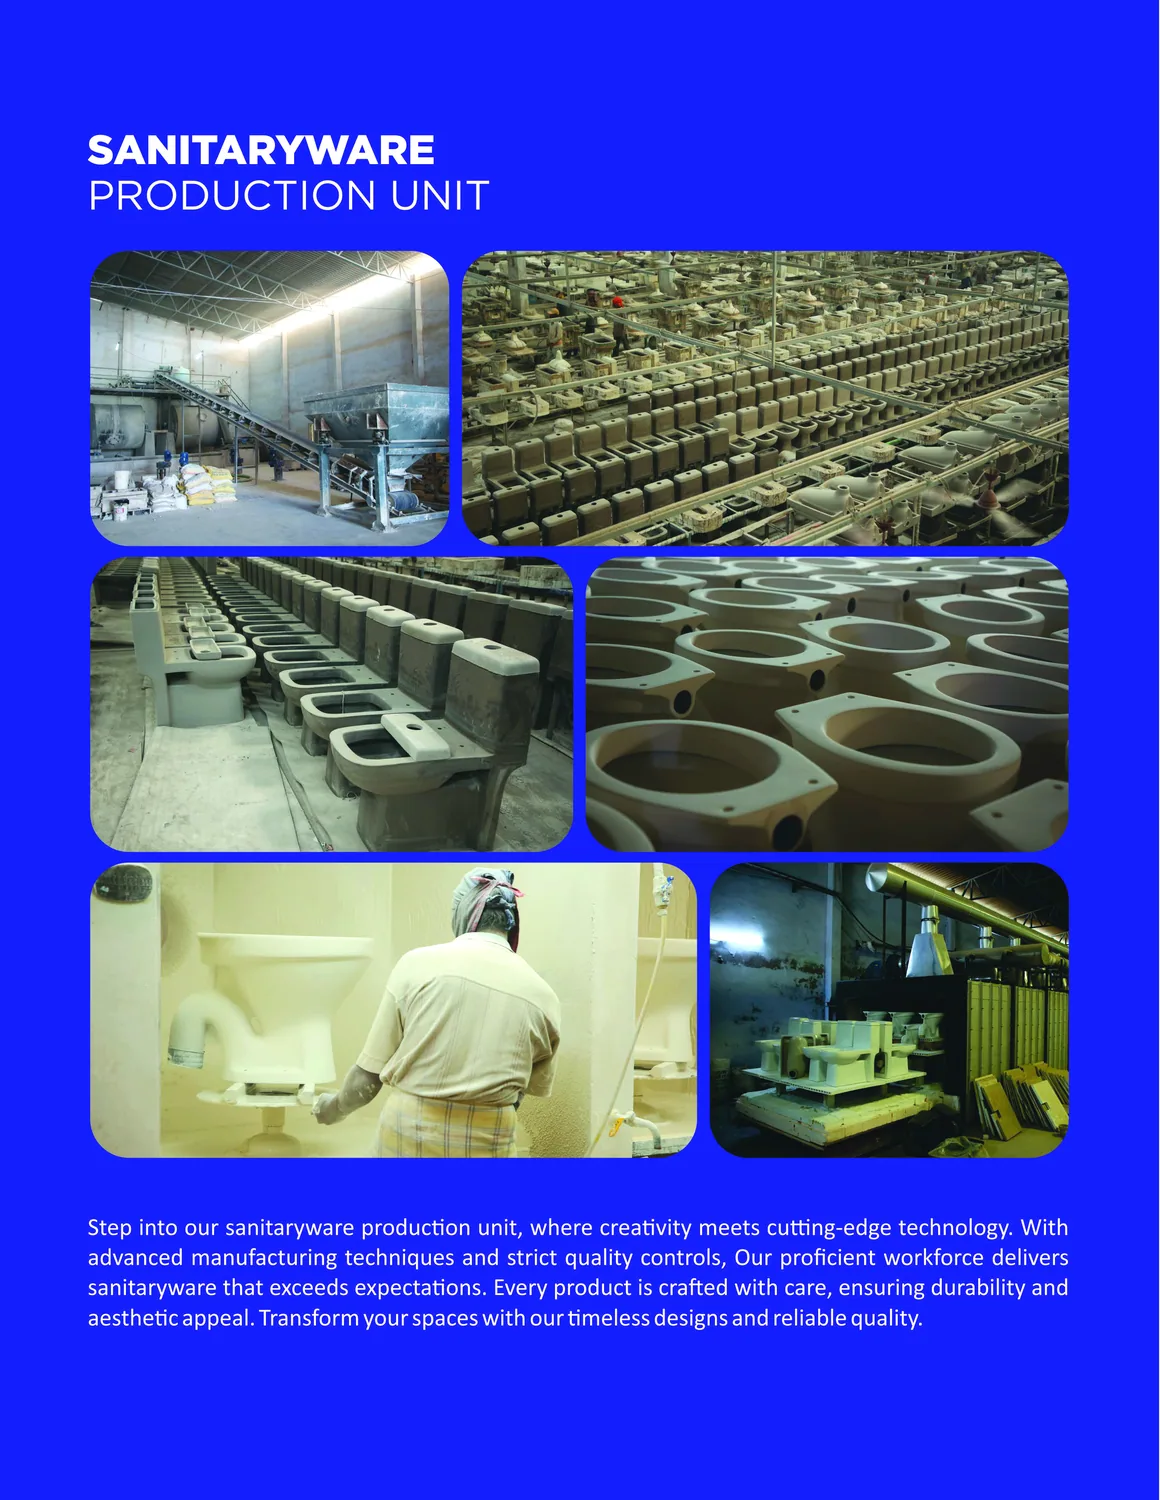 SANITARYWARE
PRODUCTION UNIT
Step into our sanitaryware production unit, where creativity meets cutting-edge technology. With
advanced manufacturing techniques and strict quality controls, Our proficient workforce delivers
sanitaryware that exceeds expectations. Every product is crafted with care, ensuring durability and
aesthetic appeal. Transform your spaces with our timeless designs and reliable quality.